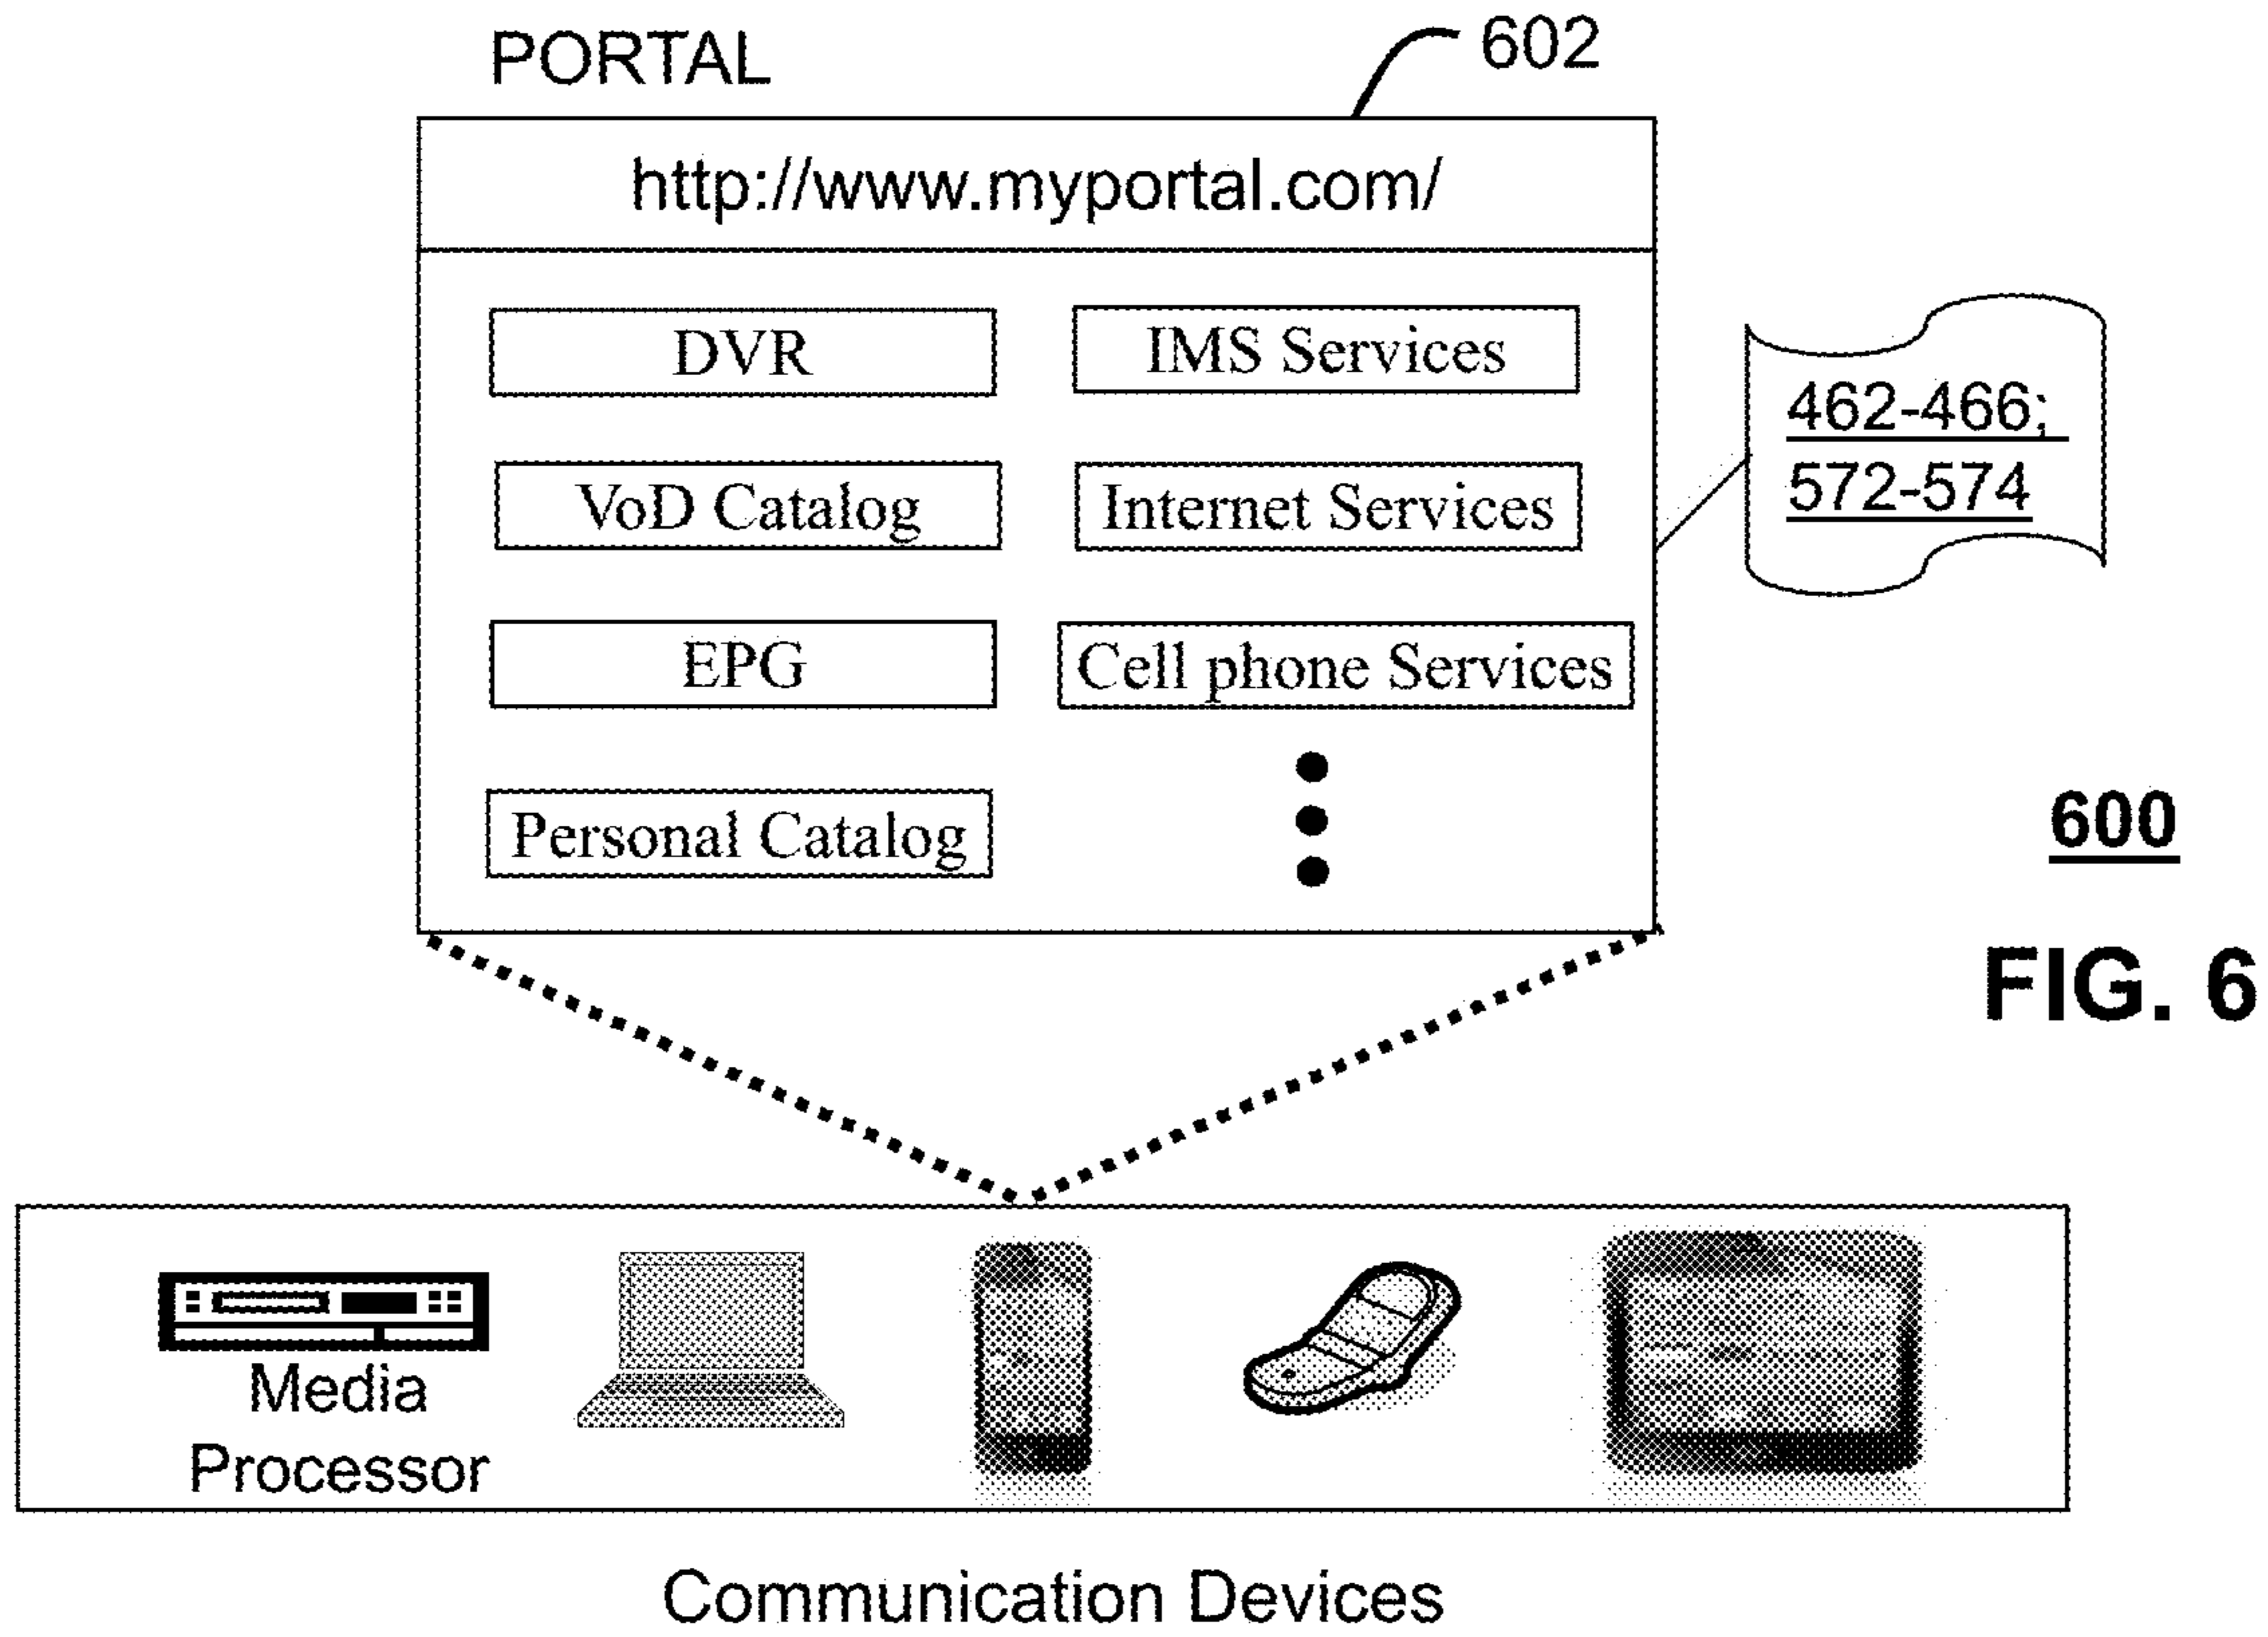 PORTAL
602
http://www.myportal.com/
DVR
IMS Services
VoD Catalog
Internet Services
EPG
Cell phone Services
Personal Catalog
462-466;
572-574
600
FIG. 6
Media
Processor
Communication Devices